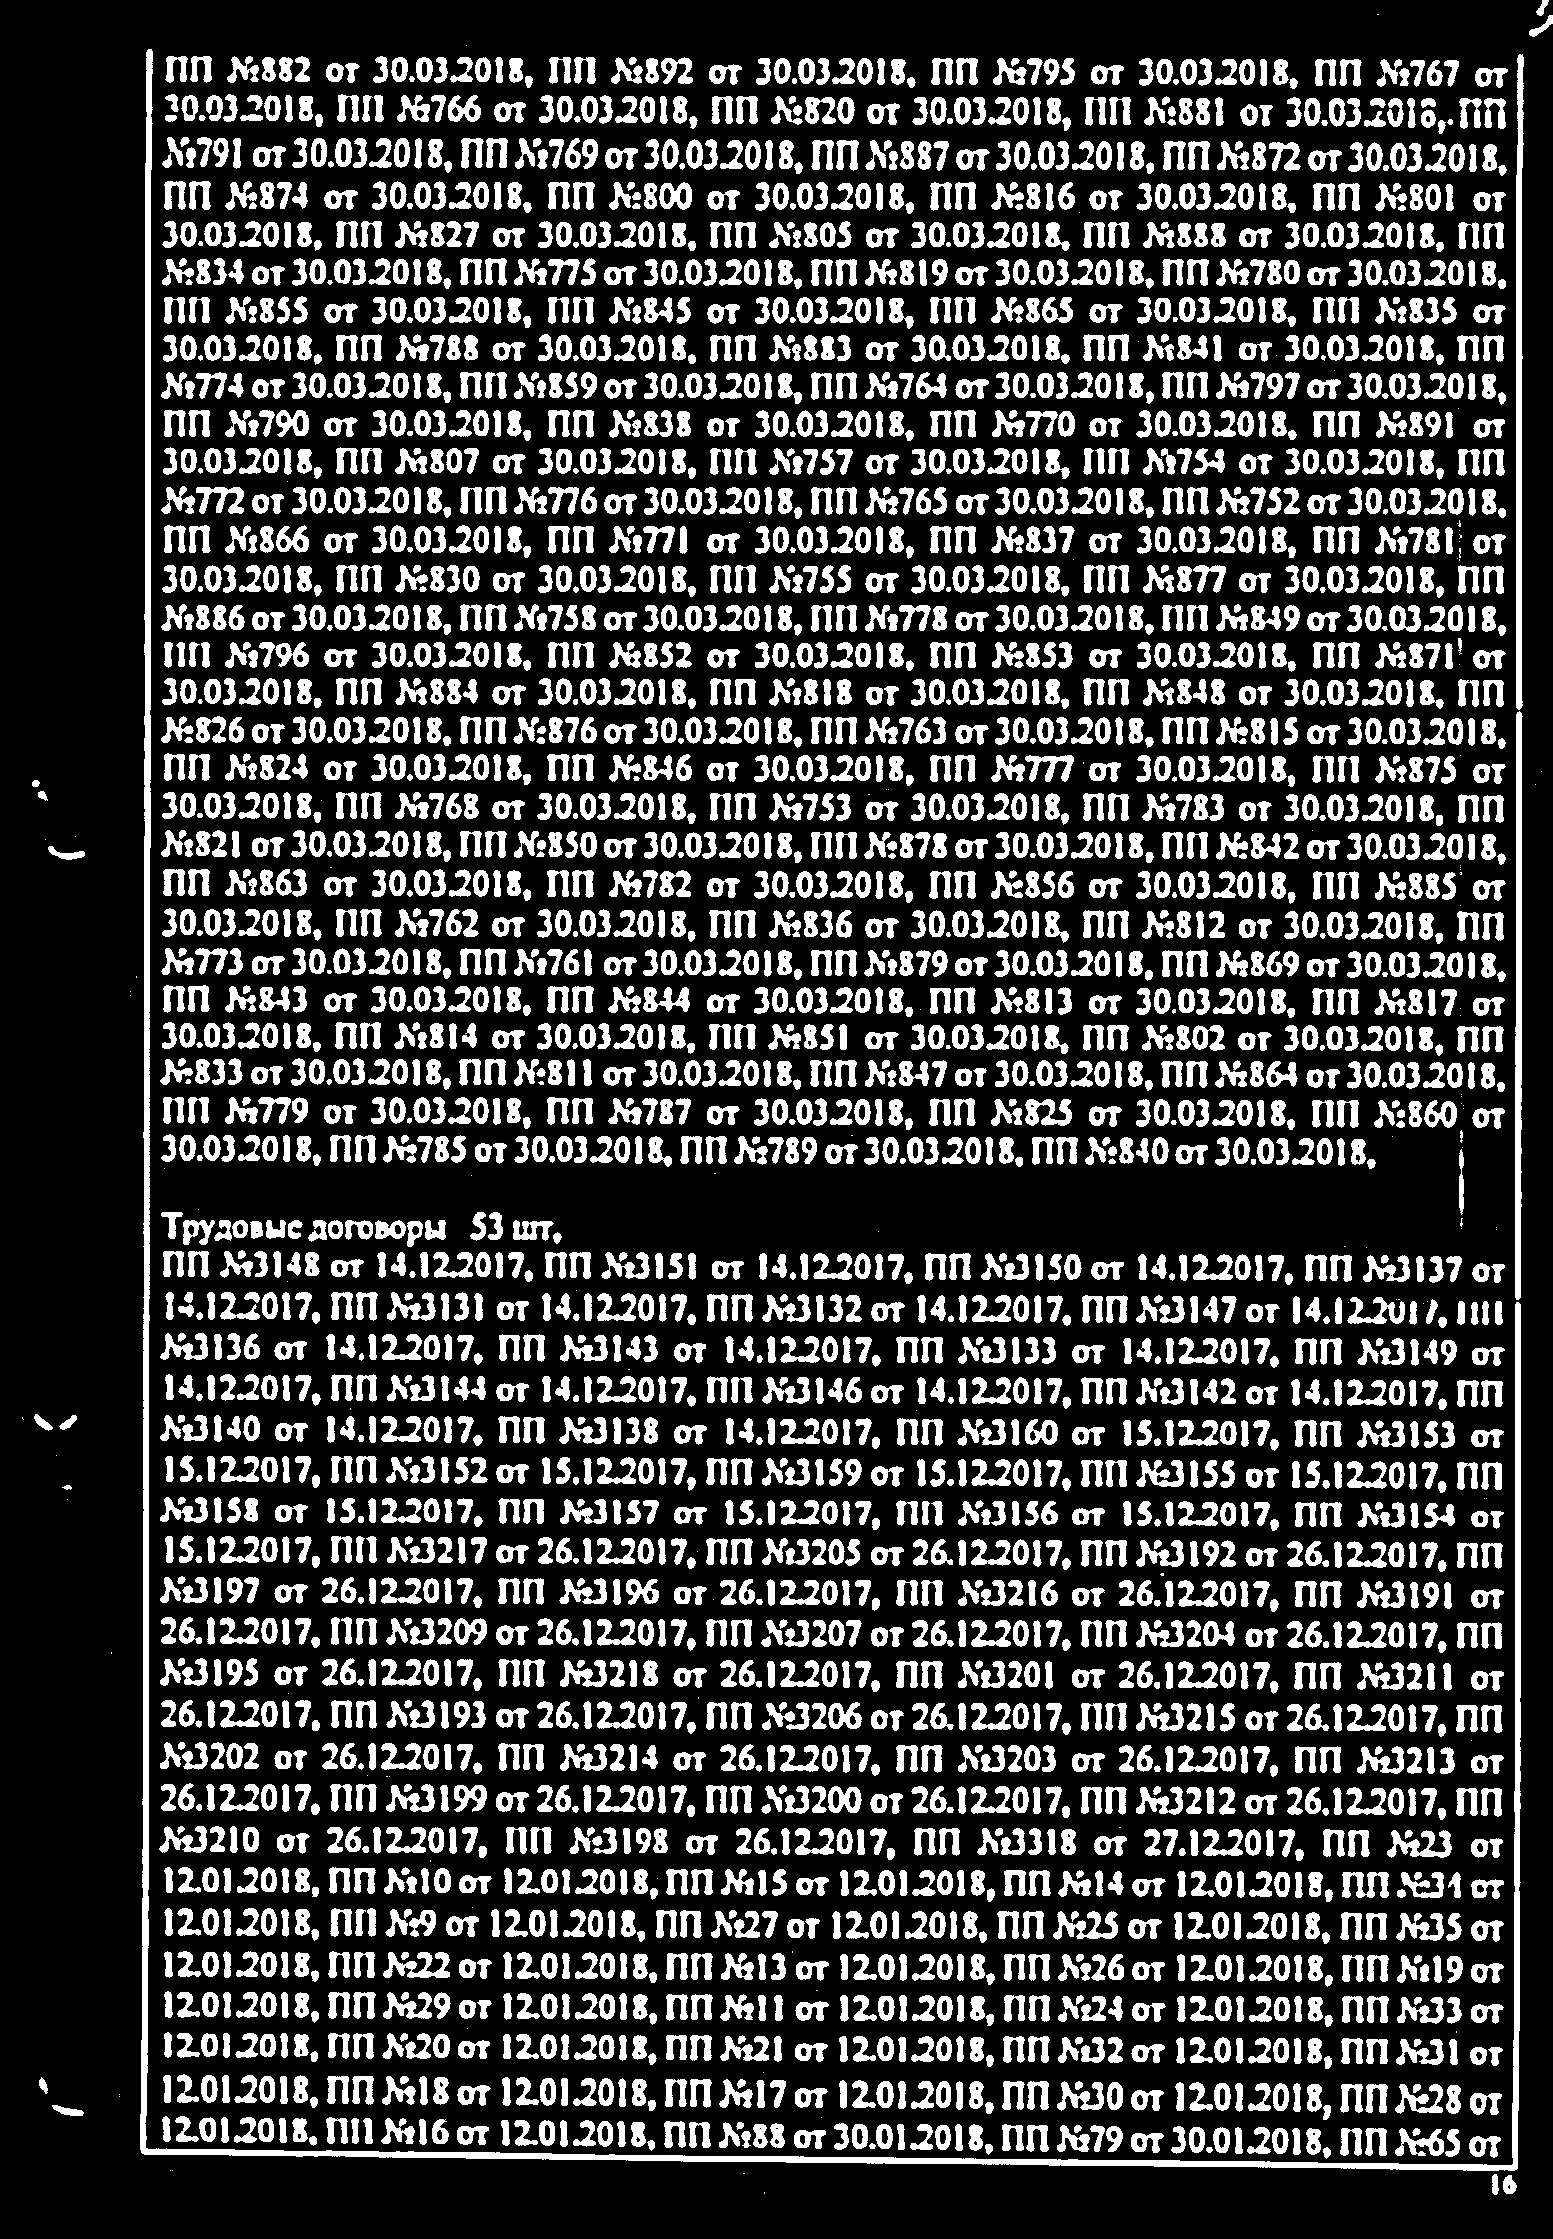 ПП №882 от 30.03.2018, ПП №892 от 30.03.2018, ПП №795 от 30.03.2018, ПП №767 от
30.03.2018, ПП №766 от 30.03.2018, ПП №820 от 30.03.2018, ПП №881 от 30.03.2018, ПП
№791 от 30.03.2018, ПП №769 от 30.03.2018, ПП №887 от 30.03.2018, ПП №872 от 30.03.2018,
ПП №874 от 30.03.2018, ПП №800 от 30.03.2018, ПП №816 от 30.03.2018, ПП №801 от
30.03.2018, ПП №827 от 30.03.2018, ПП №805 от 30.03.2018, ПП №888 от 30.03.2018, ПП
№834 от 30.03.2018, ПП №775 от 30.03.2018, ПП №819 от 30.03.2018, ПП №780 от 30.03.2018,
ПП №855 от 30.03.2018, ПП №845 от 30.03.2018, ПП №865 от 30.03.2018, ПП №835 от
30.03.2018, ПП №788 от 30.03.2018, ПП №883 от 30.03.2018, ПП №841 от 30.03.2018, ПП
№774 от 30.03.2018, ПП №859 от 30.03.2018, ПП №764 от 30.03.2018, ПП №797 от 30.03.2018,
ПП №790 от 30.03.2018, ПП №838 от 30.03.2018, ПП №770 от 30.03.2018, ПП №891 от
30.03.2018, ПП №807 от 30.03.2018, ПП №757 от 30.03.2018, ПП №754 от 30.03.2018, ПП
№772 от 30.03.2018, ПП №776 от 30.03.2018, ПП №765 от 30.03.2018, ПП №752 от 30.03.2018,
ПП №866 от 30.03.2018, ПП №771 от 30.03.2018, ПП №837 от 30.03.2018, ПП №781 от
30.03.2018, ПП №830 от 30.03.2018, ПП №755 от 30.03.2018, ПП №877 от 30.03.2018, ПП
№886 от 30.03.2018, ПП №758 от 30.03.2018, ПП №778 от 30.03.2018, ПП №849 от 30.03.2018,
ПП №796 от 30.03.2018, ПП №852 от 30.03.2018, ПП №853 от 30.03.2018, ПП №871 от
30.03.2018, ПП №884 от 30.03.2018, ПП №818 от 30.03.2018, ПП №848 от 30.03.2018, ПП
№826 от 30.03.2018, ПП №876 от 30.03.2018, ПП №763 от 30.03.2018, ПП №815 от 30.03.2018,
ПП №824 от 30.03.2018, ПП №846 от 30.03.2018, ПП №777 от 30.03.2018, ПП №875 от
30.03.2018, ПП №768 от 30.03.2018, ПП №753 от 30.03.2018, ПП №783 от 30.03.2018, ПП
№821 от 30.03.2018, ПП №850 от 30.03.2018, ПП №878 от 30.03.2018, ПП №842 от 30.03.2018,
ПП №863 от 30.03.2018, ПП №782 от 30.03.2018, ПП №856 от 30.03.2018, ПП №885 от
30.03.2018, ПП №762 от 30.03.2018, ПП №836 от 30.03.2018, ПП №812 от 30.03.2018, ПП
№773 от 30.03.2018, ПП №761 от 30.03.2018, ПП №879 от 30.03.2018, ПП №869 от 30.03.2018,
ПП №843 от 30.03.2018, ПП №844 от 30.03.2018, ПП №813 от 30.03.2018, ПП №817 от
30.03.2018, ПП №814 от 30.03.2018, ПП №851 от 30.03.2018, ПП №802 от 30.03.2018, ПП
№833 от 30.03.2018, ПП №811 от 30.03.2018, ПП №847 от 30.03.2018, ПП №864 от 30.03.2018,
ПП №779 от 30.03.2018, ПП №787 от 30.03.2018, ПП №825 от 30.03.2018, ПП №860 от
30.03.2018, ПП №785 от 30.03.2018, ПП №789 от 30.03.2018, ПП №840 от 30.03.2018,
Трудовые договоры 53 шт,
ПП №3148 от 14.12.2017, ПП №3151 от 14.12.2017, ПП №3150 от 14.12.2017, ПП №3137 от
14.12.2017, ПП №3131 от 14.12.2017, ПП №3132 от 14.12.2017, ПП №3147 от 14.12.2017, ПП
№3136 от 14.12.2017, ПП №3143 от 14.12.2017, ПП №3133 от 14.12.2017, ПП №3149 от
14.12.2017, ПП №3144 от 14.12.2017, ПП №3146 от 14.12.2017, ПП №3142 от 14.12.2017, ПП
№3140 от 14.12.2017, ПП №3138 от 14.12.2017, ПП №3160 от 15.12.2017, ПП №3153 от
15.12.2017, ПП №3152 от 15.12.2017, ПП №3159 от 15.12.2017, ПП №3155 от 15.12.2017, ПП
№3158 от 15.12.2017, ПП №3157 от 15.12.2017, ПП №3156 от 15.12.2017, ПП №3154 от
15.12.2017, ПП №3217 от 26.12.2017, ПП №3205 от 26.12.2017, ПП №3192 от 26.12.2017, ПП
№3197 от 26.12.2017, ПП №3196 от 26.12.2017, ПП №3216 от 26.12.2017, ПП №3191 от
26.12.2017, ПП №3209 от 26.12.2017, ПП №3207 от 26.12.2017, ПП №3204 от 26.12.2017, ПП
№3195 от 26.12.2017, ПП №3218 от 26.12.2017, ПП №3201 от 26.12.2017, ПП №3211 от
26.12.2017, ПП №3193 от 26.12.2017, ПП №3206 от 26.12.2017, ПП №3215 от 26.12.2017, ПП
№3202 от 26.12.2017, ПП №3214 от 26.12.2017, ПП №3203 от 26.12.2017, ПП №3213 от
26.12.2017, ПП №3199 от 26.12.2017, ПП №3200 от 26.12.2017, ПП №3212 от 26.12.2017, ПП
№3210 от 26.12.2017, ПП №3198 от 26.12.2017, ПП №3318 от 27.12.2017, ПП №23 от
12.01.2018, ПП №10 от 12.01.2018, ПП №15 от 12.01.2018, ПП №14 от 12.01.2018, ПП №34 от
12.01.2018, ПП №9 от 12.01.2018, ПП №27 от 12.01.2018, ПП №25 от 12.01.2018, ПП №35 от
12.01.2018, ПП №22 от 12.01.2018, ПП №13 от 12.01.2018, ПП №26 от 12.01.2018, ПП №19 от
12.01.2018, ПП №29 от 12.01.2018, ПП №11 от 12.01.2018, ПП №24 от 12.01.2018, ПП №33 от
12.01.2018, ПП №20 от 12.01.2018, ПП №21 от 12.01.2018, ПП №32 от 12.01.2018, ПП №31 от
12.01.2018, ПП №18 от 12.01.2018, ПП №17 от 12.01.2018, ПП №30 от 12.01.2018, ПП №28 от
12.01.2018, ПП №16 от 12.01.2018, ПП №88 от 30.01.2018, ПП №79 от 30.01.2018, ПП №65 от
16